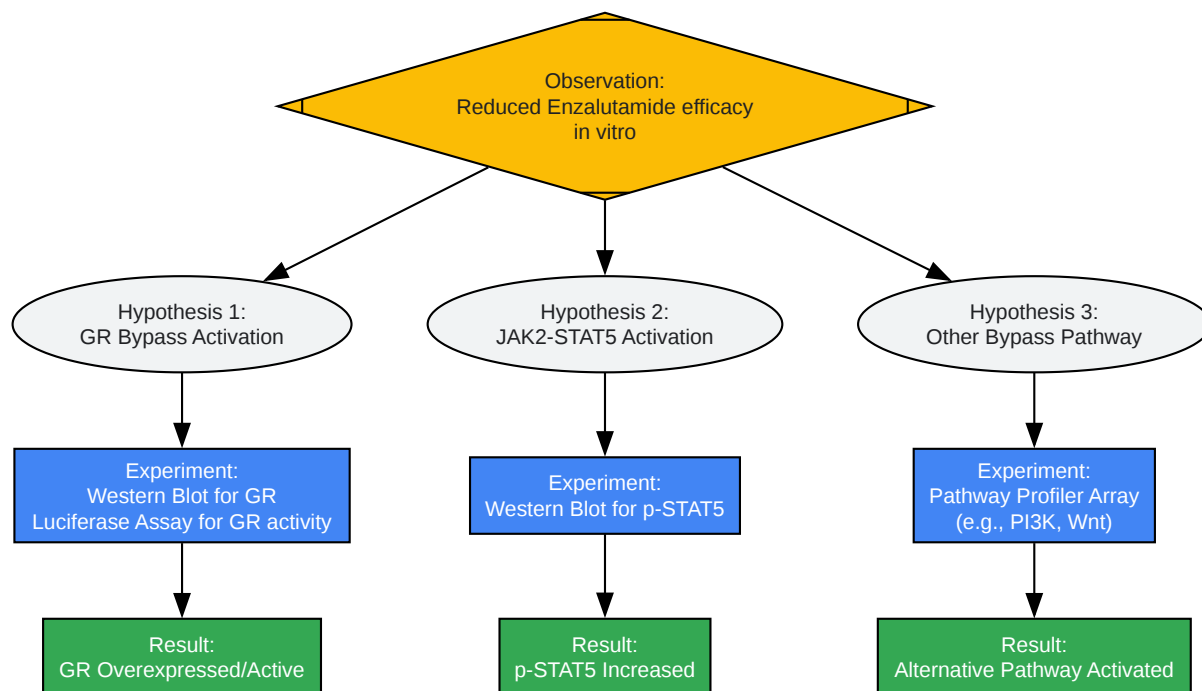 Observation:
Reduced Enzalutamide efficacy
in vitro
Hypothesis 1:
GR Bypass Activation
Hypothesis 2:
JAK2-STAT5 Activation
Hypothesis 3:
Other Bypass Pathway
Experiment:
Western Blot for GR
Luciferase Assay for GR activity
Experiment:
Western Blot for p-STAT5
Experiment:
Pathway Profiler Array
(e.g., PI3K, Wnt)
Result:
GR Overexpressed/Active
Result:
p-STAT5 Increased
Result:
Alternative Pathway Activated